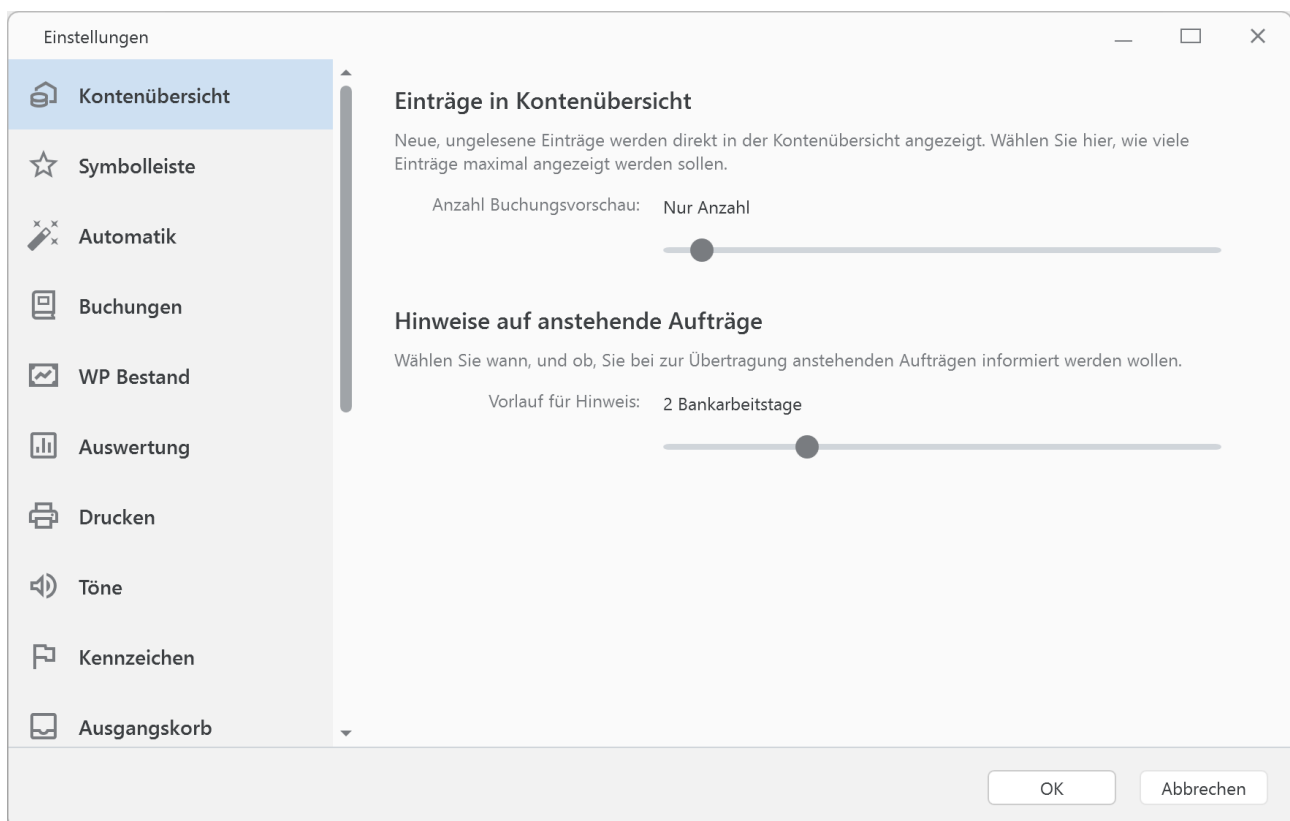 Einstellungen
Kontenübersicht
Symbolleiste
Automatik
Buchungen
WP Bestand
Auswertung
Drucken
Töne
Kennzeichen
Ausgangskorb
Einträge in Kontenübersicht
Neue, ungelesene Einträge werden direkt in der Kontenübersicht angezeigt. Wählen Sie hier, wie viele
Einträge maximal angezeigt werden sollen.
Anzahl Buchungsvorschau: Nur Anzahl
Hinweise auf anstehende Aufträge
Wählen Sie wann, und ob, Sie bei zur Übertragung anstehenden Aufträgen informiert werden wollen.
Vorlauf für Hinweis: 2 Bankarbeitstage
OK Abbrechen